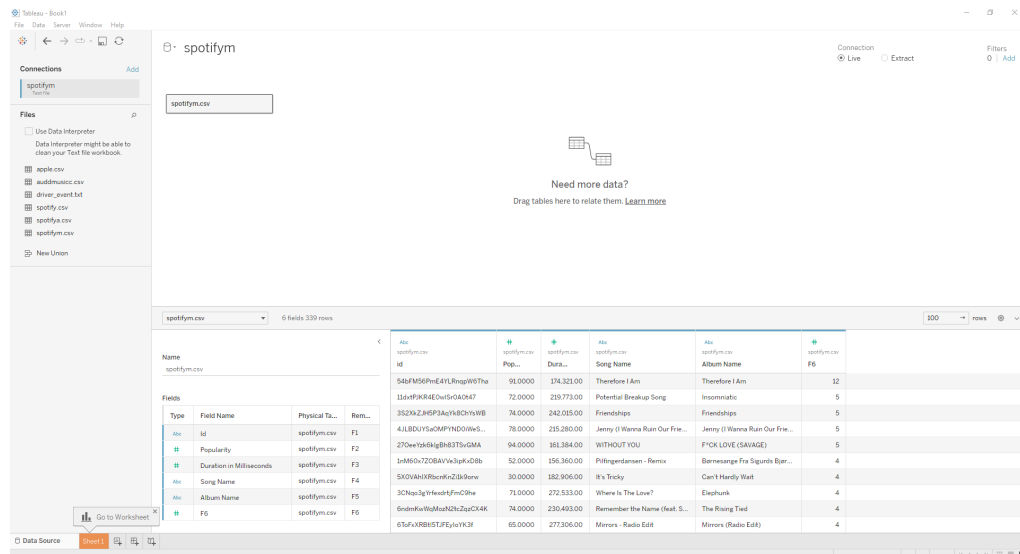 Tableau - Book1
File Data Server Window Help
spotifym
Connection
Live
Extract
Filters
0 | Add
Connections
Add
spotifym
Text file
spotifym.csv
Files
Use Data Interpreter
Data Interpreter might be able to
clean your Text file workbook.
apple.csv
auddmusicc.csv
driver_event.txt
spotify.csv
spotifya.csv
spotifym.csv
New Union
Need more data?
Drag tables here to relate them. Learn more
spotifym.csv
6 fields 339 rows
100
rows
Name
spotifym.csv
Fields
Type Field Name Physical Ta... Rem...
Abc Id spotifym.csv F1
# Popularity spotifym.csv F2
# Duration in Milliseconds spotifym.csv F3
Abc Song Name spotifym.csv F4
Abc Album Name spotifym.csv F5
# F6 spotifym.csv F6
Abc # # Abc Abc #
spotifym.csv spotifym.csv spotifym.csv spotifym.csv spotifym.csv spotifym.csv
Id Pop... Dura... Song Name Album Name F6
54bFM56PmE4YLRnqpW6Tha 91.0000 174,321.00 Therefore I Am Therefore I Am 12
11dxtPJKR4E0wlSr0A0t47 72.0000 219,773.00 Potential Breakup Song Insomniatic 5
3S2XkZJH5P3AqYk8ChYsWB 74.0000 242,015.00 Friendships Friendships 5
4JLBDUYSaOMPYND0iWeS... 78.0000 215,280.00 Jenny (I Wanna Ruin Our Frie... Jenny (I Wanna Ruin Our Frie... 5
27OeeYzk6klgBh83TSvGMA 94.0000 161,384.00 WITHOUT YOU F*CK LOVE (SAVAGE) 5
1nM60x7Z0BAVVe3ipKxD8b 52.0000 156,360.00 Pilfingerdansen - Remix Børnesange Fra Sigurds Bjør... 4
5X0VAhIXRbcnKnZi1k9orw 30.0000 182,906.00 It's Tricky Can't Hardly Wait 4
3CNqo3gYrfexdrtjFmC9he 71.0000 272,533.00 Where Is The Love? Elephunk 4
6ndmKwWqMozN2tcZqzCX4K 74.0000 230,493.00 Remember the Name (feat. S... The Rising Tied 4
6ToFxXRBtlSTJFEyloYK3f 65.0000 277,306.00 Mirrors - Radio Edit Mirrors (Radio Edit) 4
Go to Worksheet
Data Source
Sheet 1